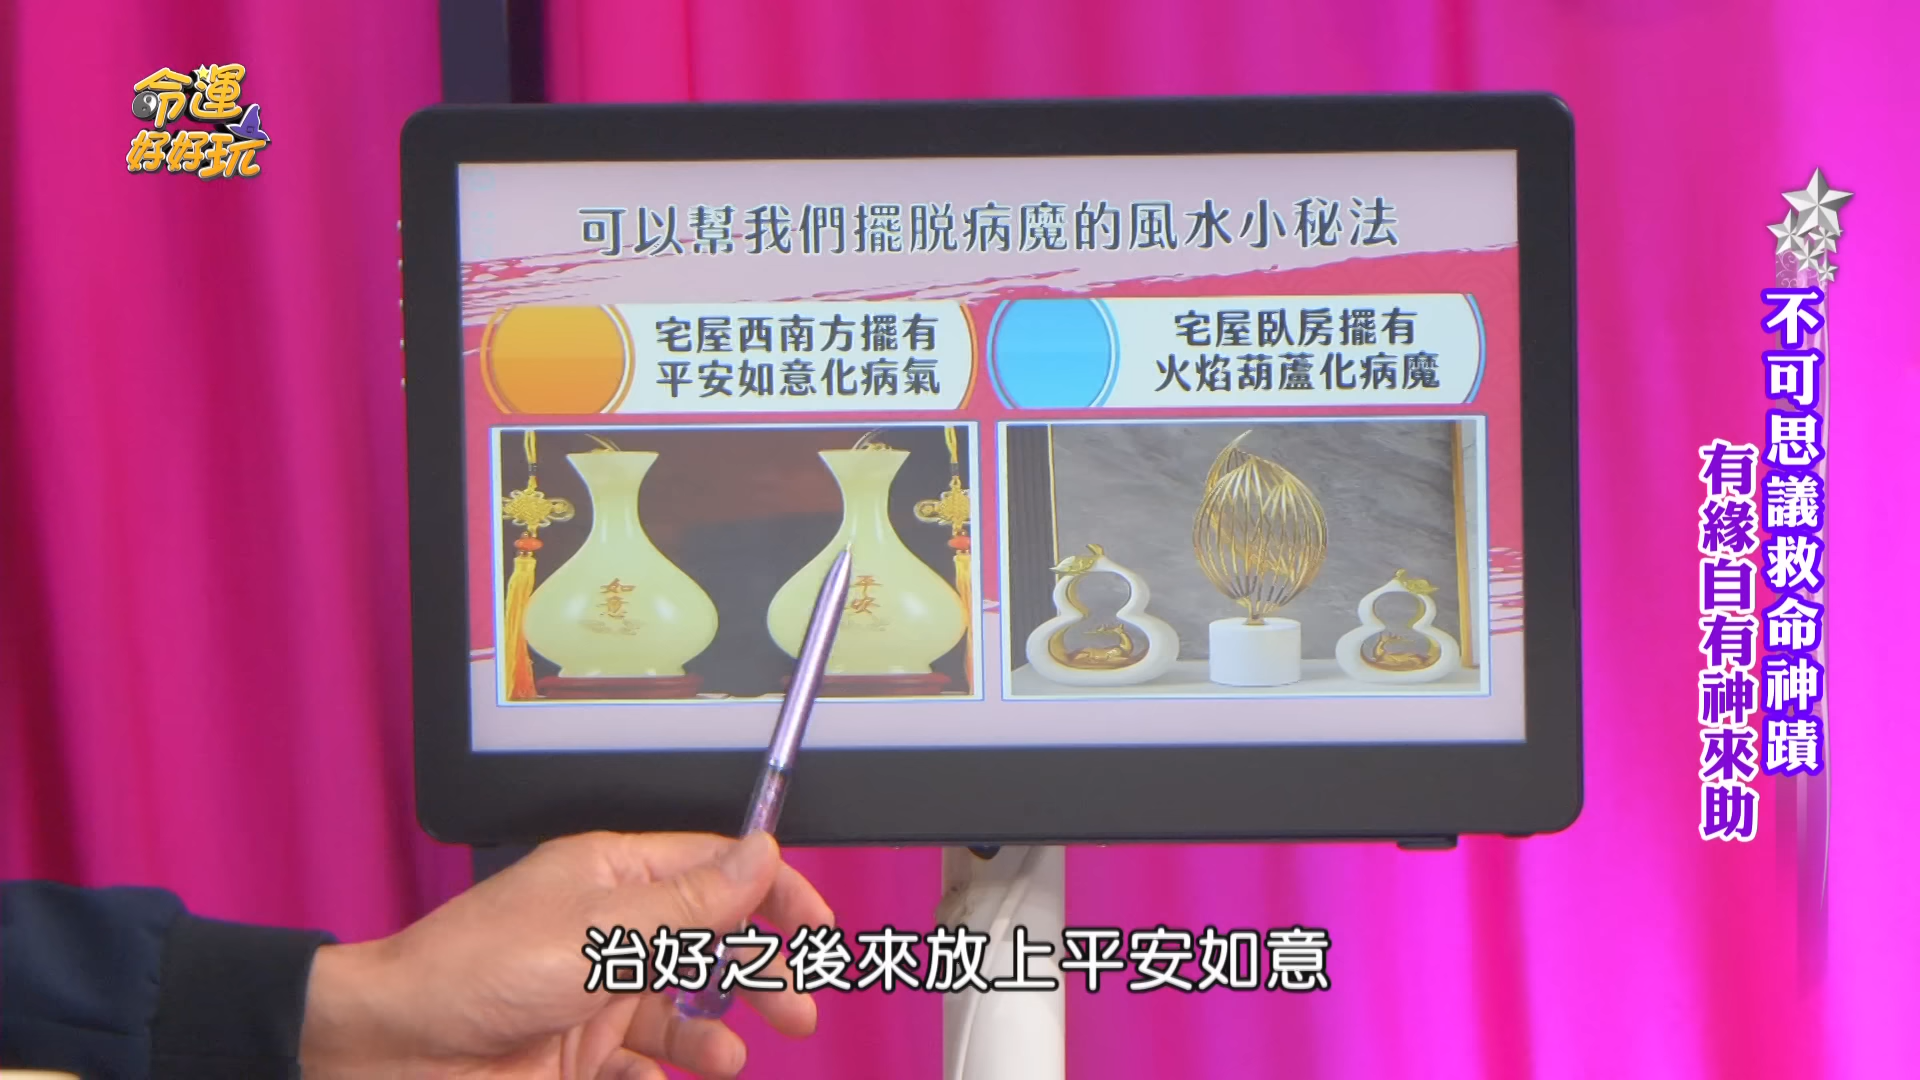 命運
好好玩
可以幫我們擺脫病魔的風水小秘法
宅屋西南方擺有
平安如意化病氣
宅屋臥房擺有
火焰葫蘆化病魔
如意
平安
不可思議救命神蹟
有緣自有神來助
治好之後來放上平安如意